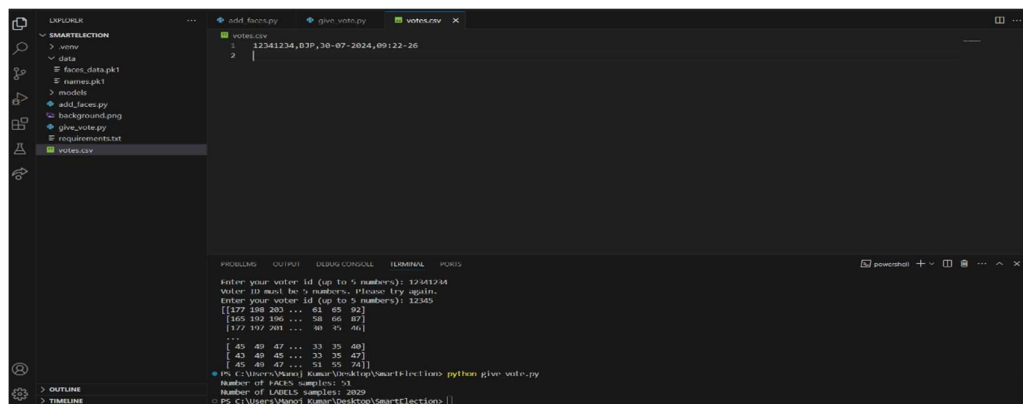 EXPLORER ...
SMARTELECTION
> .venv
data
faces_data.pk1
names.pk1
> models
add_faces.py
background.png
give_vote.py
requirements.txt
votes.csv
> OUTLINE
> TIMELINE
add_faces.py give_vote.py votes.csv X
votes.csv
1 12341234,BJP,30-07-2024,09:22-26
2
PROBLEMS OUTPUT DEBUG CONSOLE TERMINAL PORTS
powershell
Enter your voter id (up to 5 numbers): 12341234
Voter ID must be 5 numbers. Please try again.
Enter your voter id (up to 5 numbers): 12345
[[177 198 203 ... 61 65 92]
[165 192 196 ... 58 66 87]
[177 192 201 ... 30 35 46]
...
[ 45 49 47 ... 33 35 40]
[ 43 49 45 ... 33 35 47]
[ 45 49 47 ... 51 55 74]]
PS C:\Users\Manoj Kumar\Desktop\SmartElection> python give_vote.py
Number of FACES samples: 51
Number of LABELS samples: 2029
PS C:\Users\Manoj Kumar\Desktop\SmartElection>